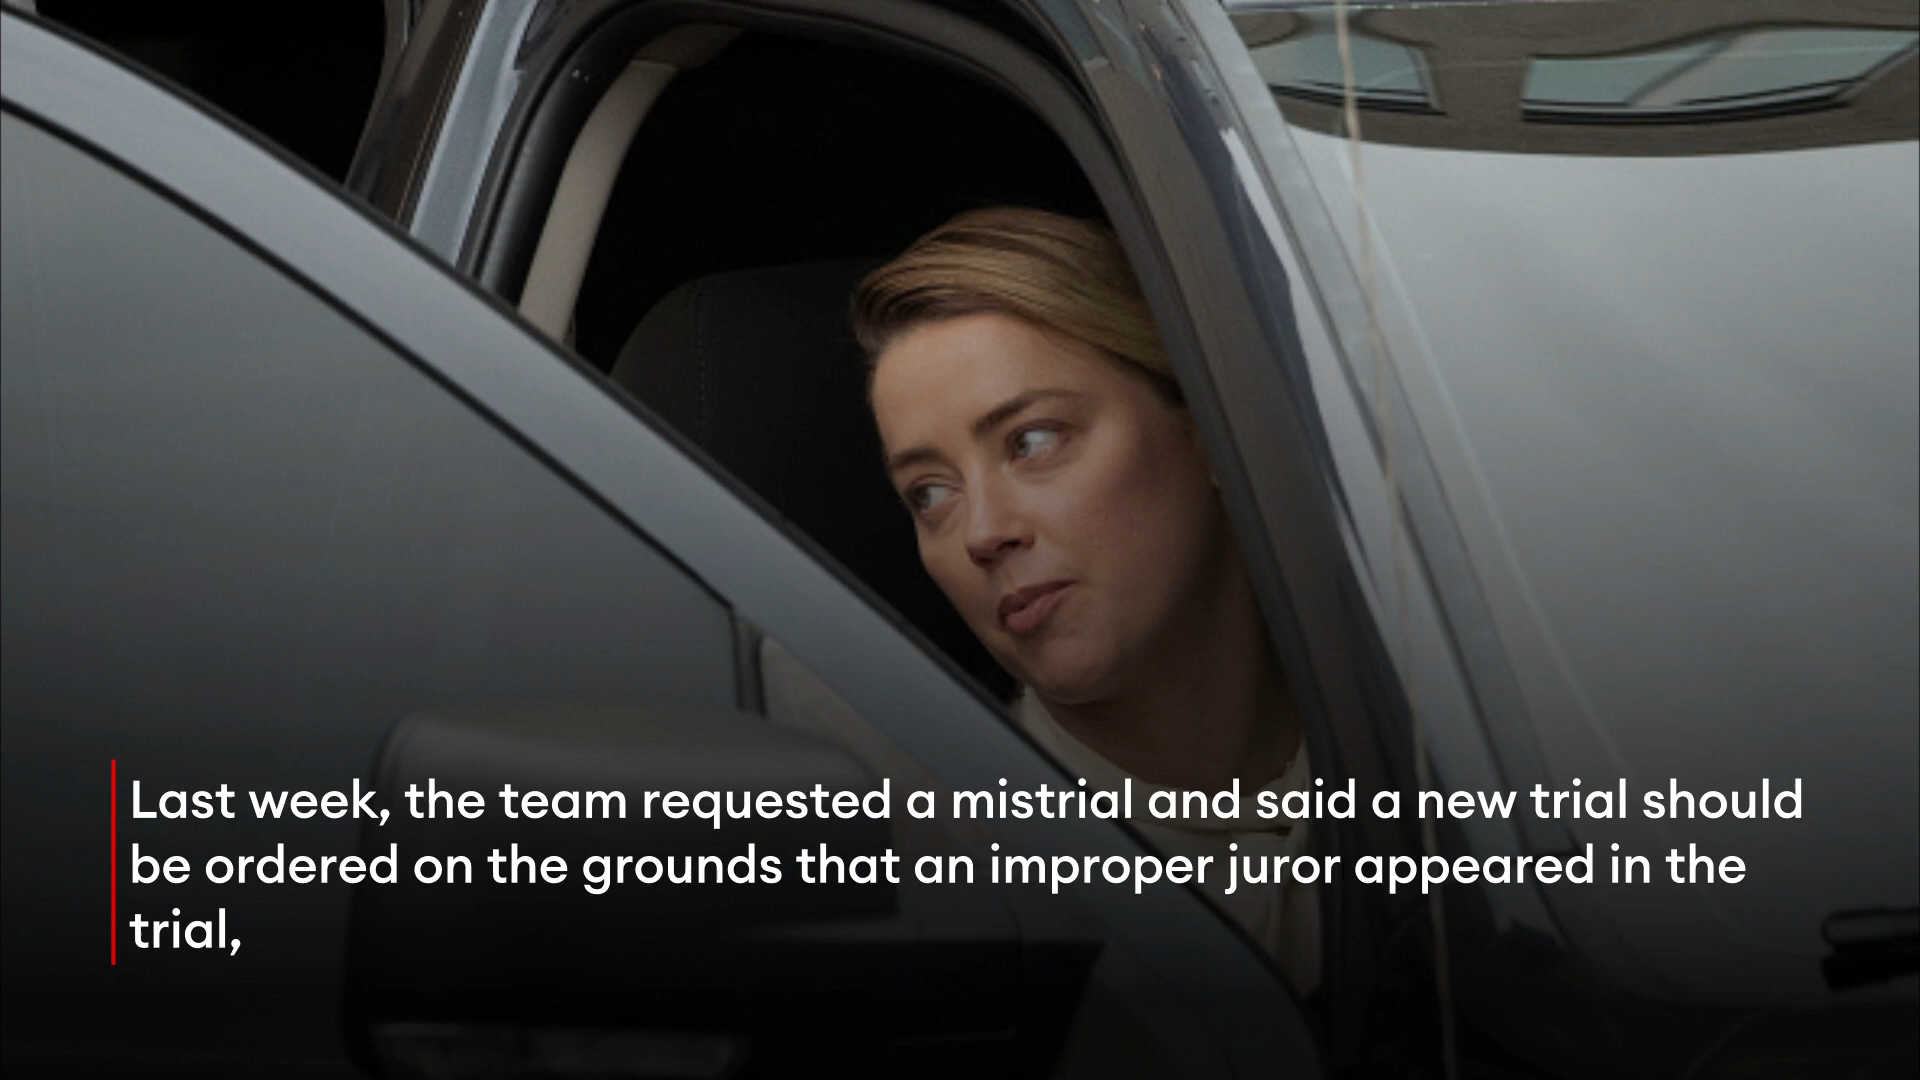 Last week, the team requested a mistrial and said a new trial should
be ordered on the grounds that an improper juror appeared in the
trial,